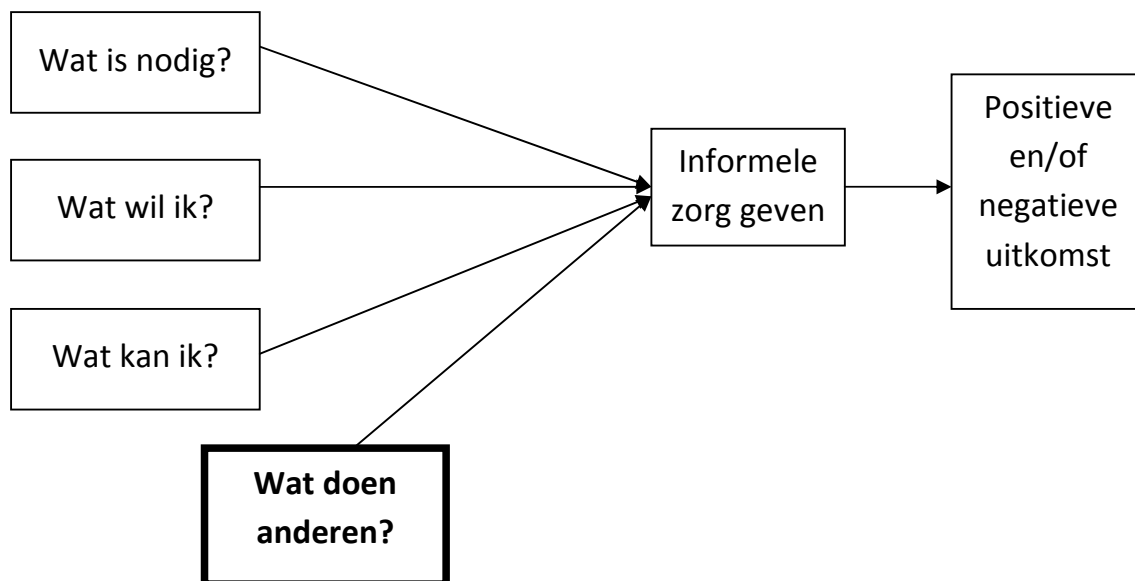 Wat is nodig?
Wat wil ik?
Wat kan ik?
Wat doen
anderen?
Informele
zorg geven
Positieve
en/of
negatieve
uitkomst